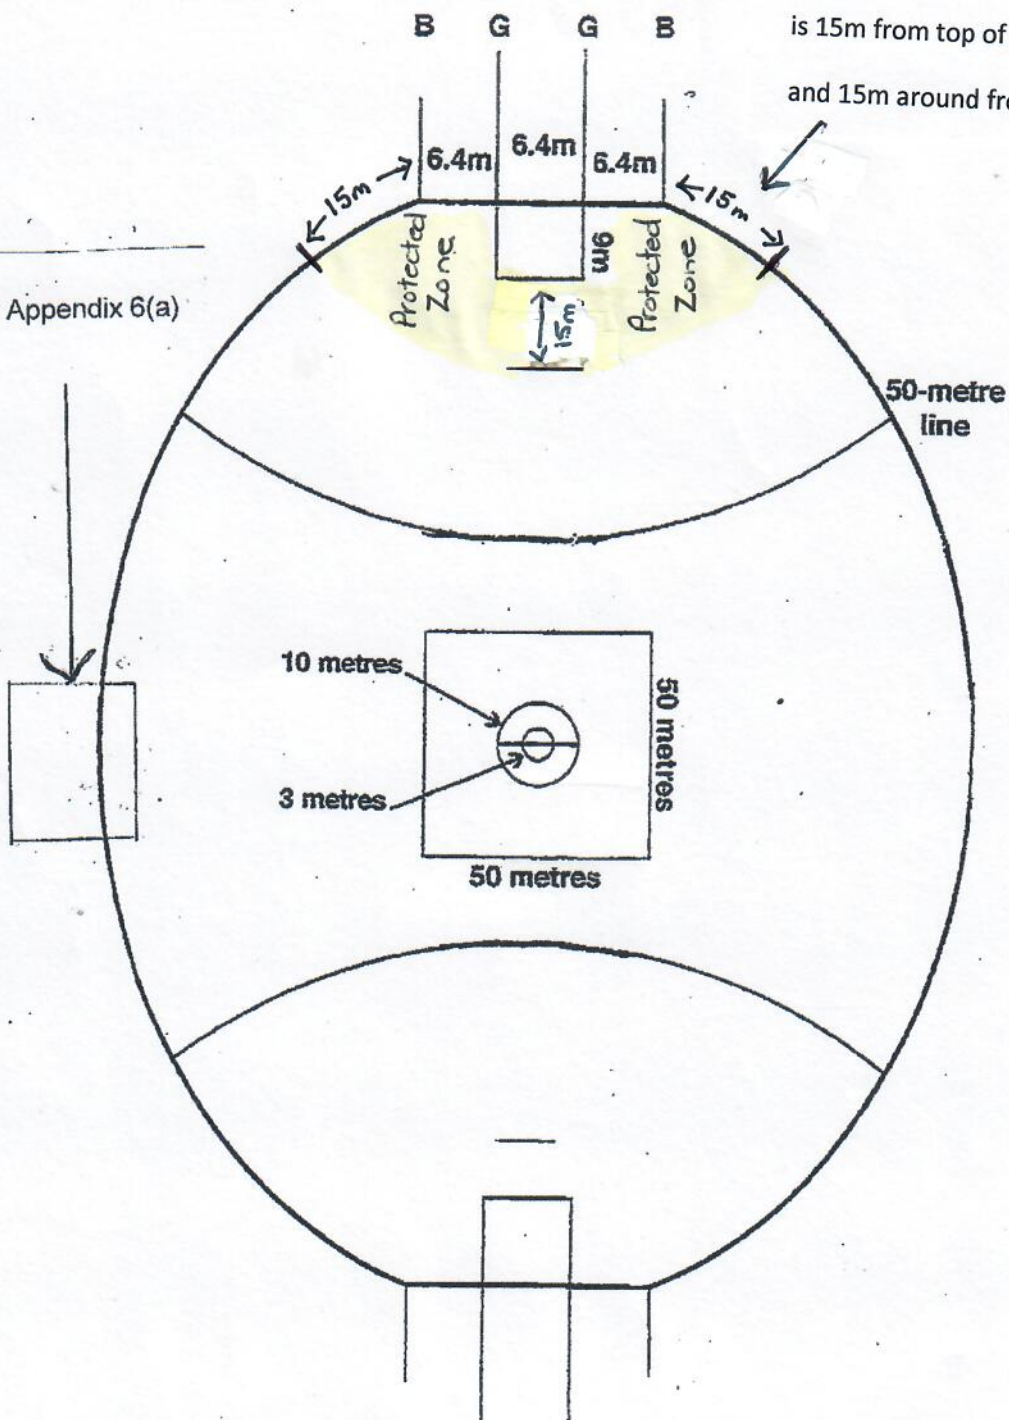 B G G B
is 15m from top of
and 15m around fr
6.4m 6.4m 6.4m
15m
15m
9m
Protected Zone
Protected Zone
15m
Appendix 6(a)
50-metre
line
10 metres
50 metres
3 metres
50 metres